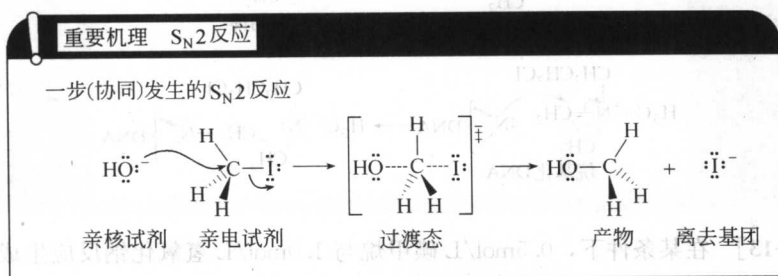 重要机理 S_N2反应
一步(协同)发生的S_N2反应
HÖ:⁻ H H H C–Ï: ⟶ [HÖ---C---Ï: H H H]‡ ⟶ HÖ–C H H H + :Ï:⁻
亲核试剂 亲电试剂 过渡态 产物 离去基团